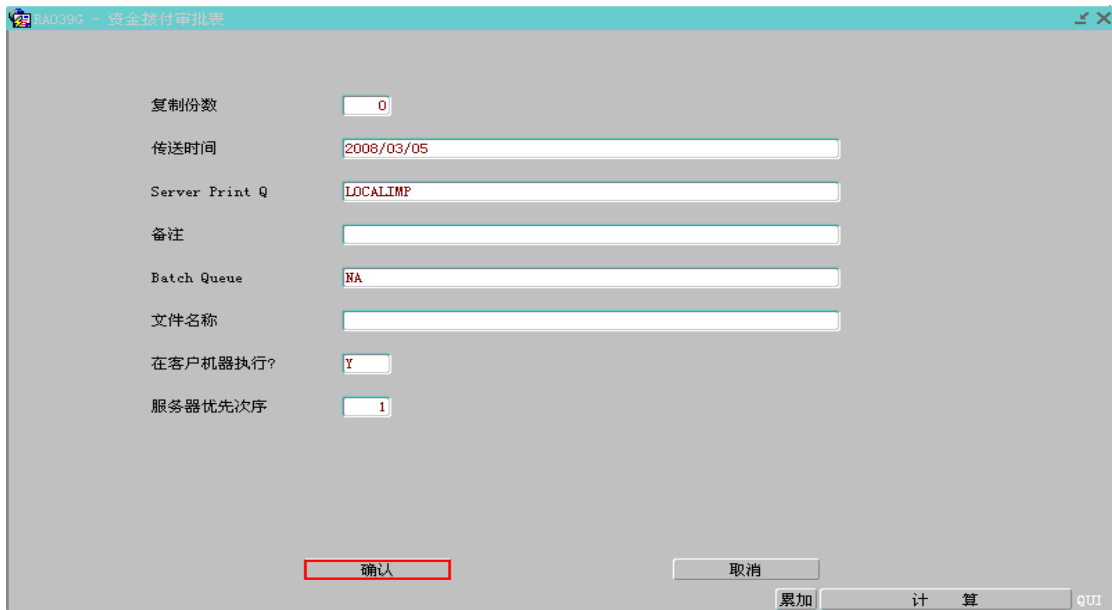 RA039G - 资金拨付审批表
复制份数 0
传送时间 2008/03/05
Server Print Q LOCALIMP
备注
Batch Queue NA
文件名称
在客户机器执行? Y
服务器优先次序 1
确认 取消
累加 计 算 QUI